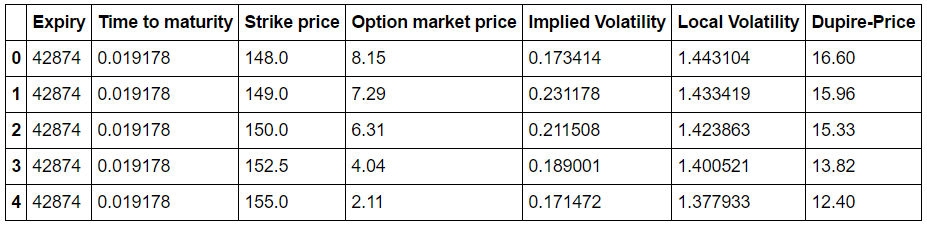 Expiry Time to maturity Strike price Option market price Implied Volatility Local Volatility Dupire-Price
0 42874 0.019178 148.0 8.15 0.173414 1.443104 16.60
1 42874 0.019178 149.0 7.29 0.231178 1.433419 15.96
2 42874 0.019178 150.0 6.31 0.211508 1.423863 15.33
3 42874 0.019178 152.5 4.04 0.189001 1.400521 13.82
4 42874 0.019178 155.0 2.11 0.171472 1.377933 12.40